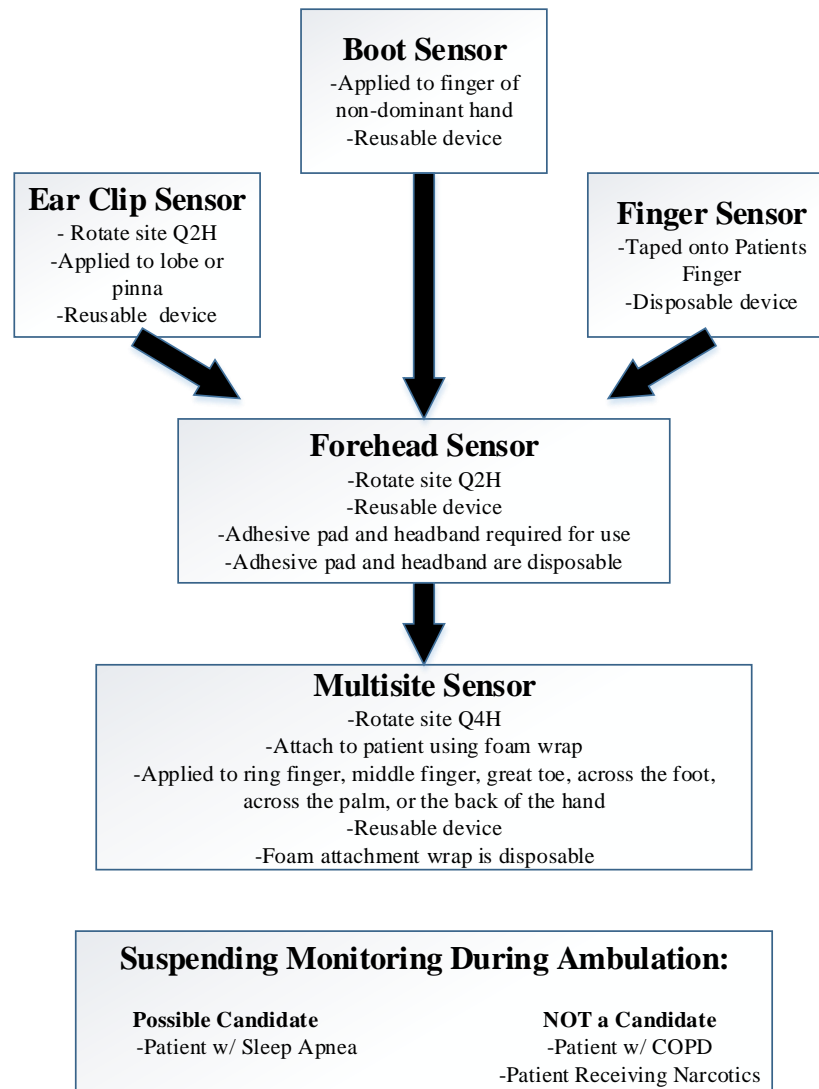 Boot Sensor
-Applied to finger of
non-dominant hand
-Reusable device
Ear Clip Sensor
- Rotate site Q2H
-Applied to lobe or
pinna
-Reusable device
Finger Sensor
-Taped onto Patients
Finger
-Disposable device
Forehead Sensor
-Rotate site Q2H
-Reusable device
-Adhesive pad and headband required for use
-Adhesive pad and headband are disposable
Multisite Sensor
-Rotate site Q4H
-Attach to patient using foam wrap
-Applied to ring finger, middle finger, great toe, across the foot,
across the palm, or the back of the hand
-Reusable device
-Foam attachment wrap is disposable
Suspending Monitoring During Ambulation:
Possible Candidate
-Patient w/ Sleep Apnea
NOT a Candidate
-Patient w/ COPD
-Patient Receiving Narcotics